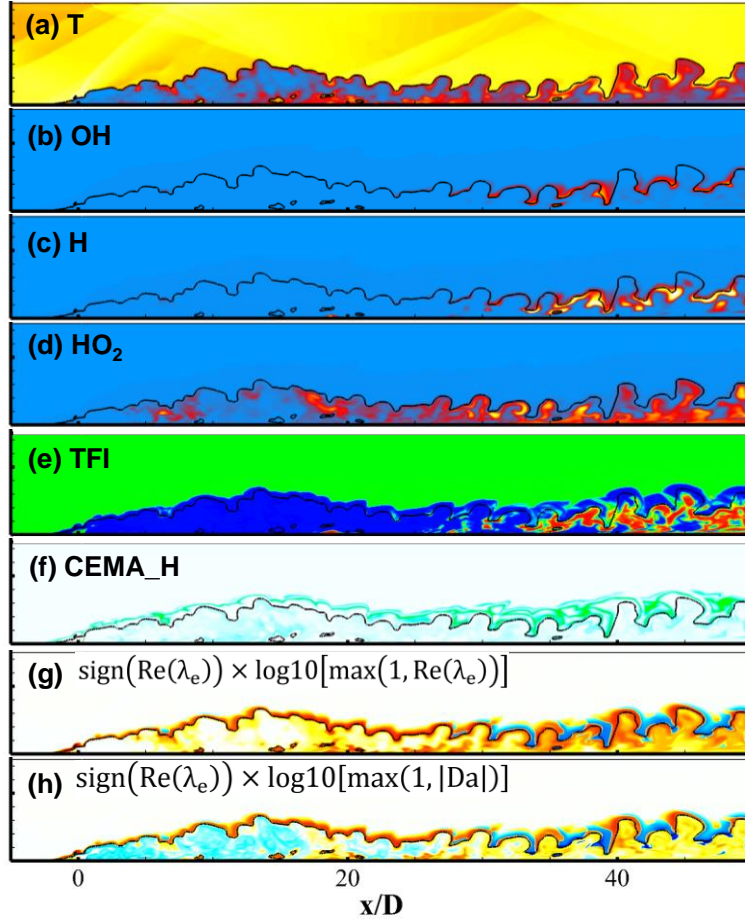 (a) T
(b) OH
(c) H
(d) HO₂
(e) TFI
(f) CEMA_H
(g) sign(Re(λₑ)) × log10[max(1, Re(λₑ))]
(h) sign(Re(λₑ)) × log10[max(1, |Da|)]
0 20 40
x/D